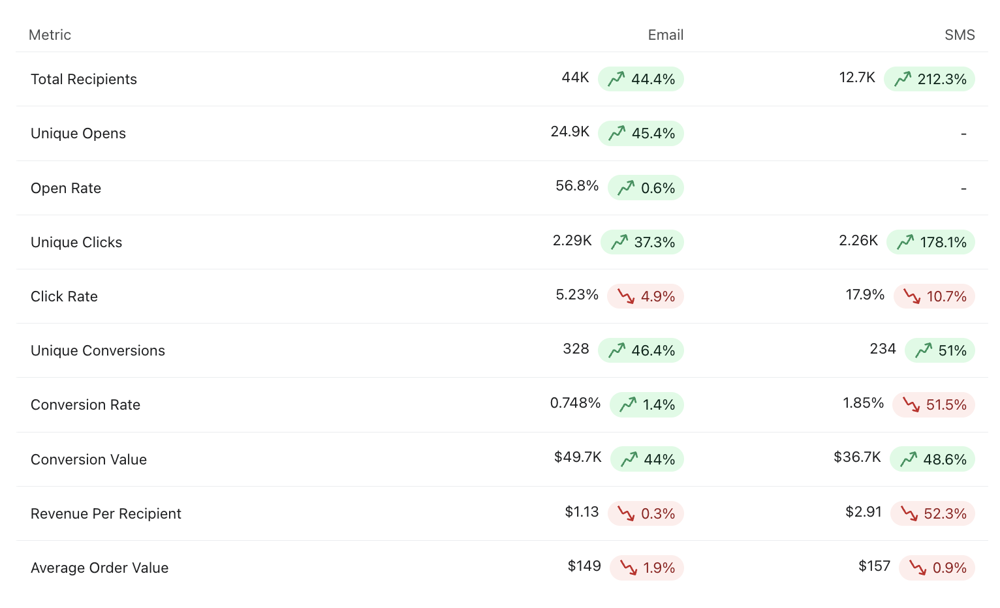 Metric Email SMS
Total Recipients 44K 44.4% 12.7K 212.3%
Unique Opens 24.9K 45.4% -
Open Rate 56.8% 0.6% -
Unique Clicks 2.29K 37.3% 2.26K 178.1%
Click Rate 5.23% 4.9% 17.9% 10.7%
Unique Conversions 328 46.4% 234 51%
Conversion Rate 0.748% 1.4% 1.85% 51.5%
Conversion Value $49.7K 44% $36.7K 48.6%
Revenue Per Recipient $1.13 0.3% $2.91 52.3%
Average Order Value $149 1.9% $157 0.9%